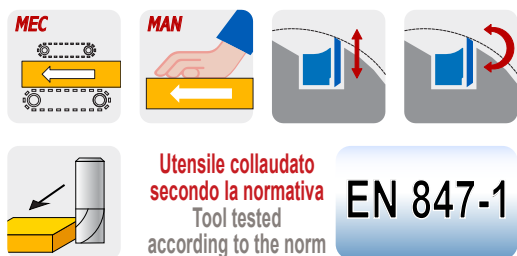 MEC
MAN
Utensile collaudato
secondo la normativa
Tool tested
according to the norm
EN 847-1